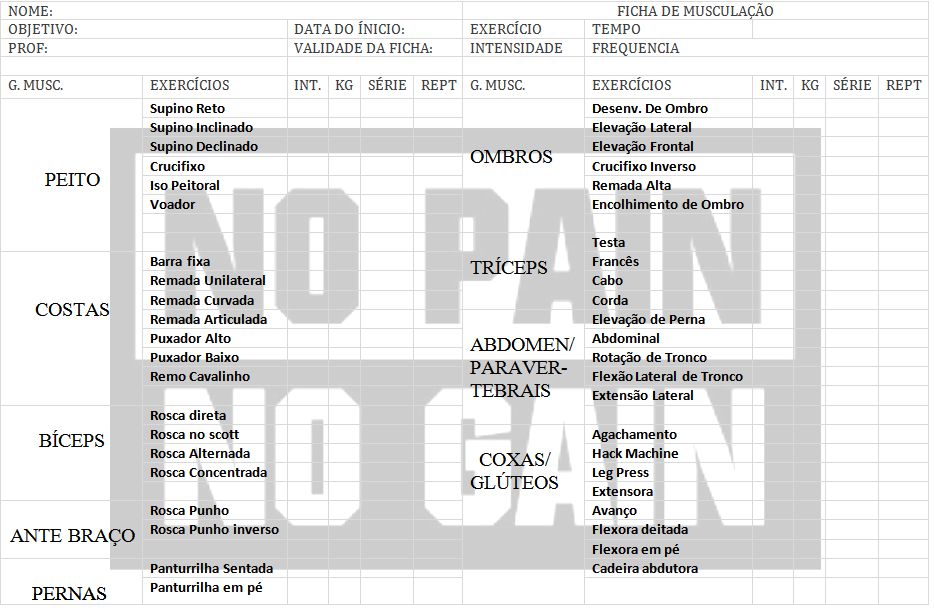 NOME: FICHA DE MUSCULAÇÃO
OBJETIVO: DATA DO ÍNICIO: EXERCÍCIO TEMPO
PROF: VALIDADE DA FICHA: INTENSIDADE FREQUENCIA
G. MUSC. EXERCÍCIOS INT. KG SÉRIE REPT G. MUSC. EXERCÍCIOS INT. KG SÉRIE REPT
PEITO
Supino Reto
Supino Inclinado
Supino Declinado
Crucifixo
Iso Peitoral
Voador
COSTAS
Barra fixa
Remada Unilateral
Remada Curvada
Remada Articulada
Puxador Alto
Puxador Baixo
Remo Cavalinho
BÍCEPS
Rosca direta
Rosca no scott
Rosca Alternada
Rosca Concentrada
ANTE BRAÇO
Rosca Punho
Rosca Punho inverso
PERNAS
Panturrilha Sentada
Panturrilha em pé
OMBROS
Desenv. De Ombro
Elevação Lateral
Elevação Frontal
Crucifixo Inverso
Remada Alta
Encolhimento de Ombro
TRÍCEPS
Testa
Francês
Cabo
Corda
ABDOMEN/
PARAVER-
TEBRAIS
Elevação de Perna
Abdominal
Rotação de Tronco
Flexão Lateral de Tronco
Extensão Lateral
COXAS/
GLÚTEOS
Agachamento
Hack Machine
Leg Press
Extensora
Avanço
Flexora deitada
Flexora em pé
Cadeira abdutora
NO PAIN
NO GAIN